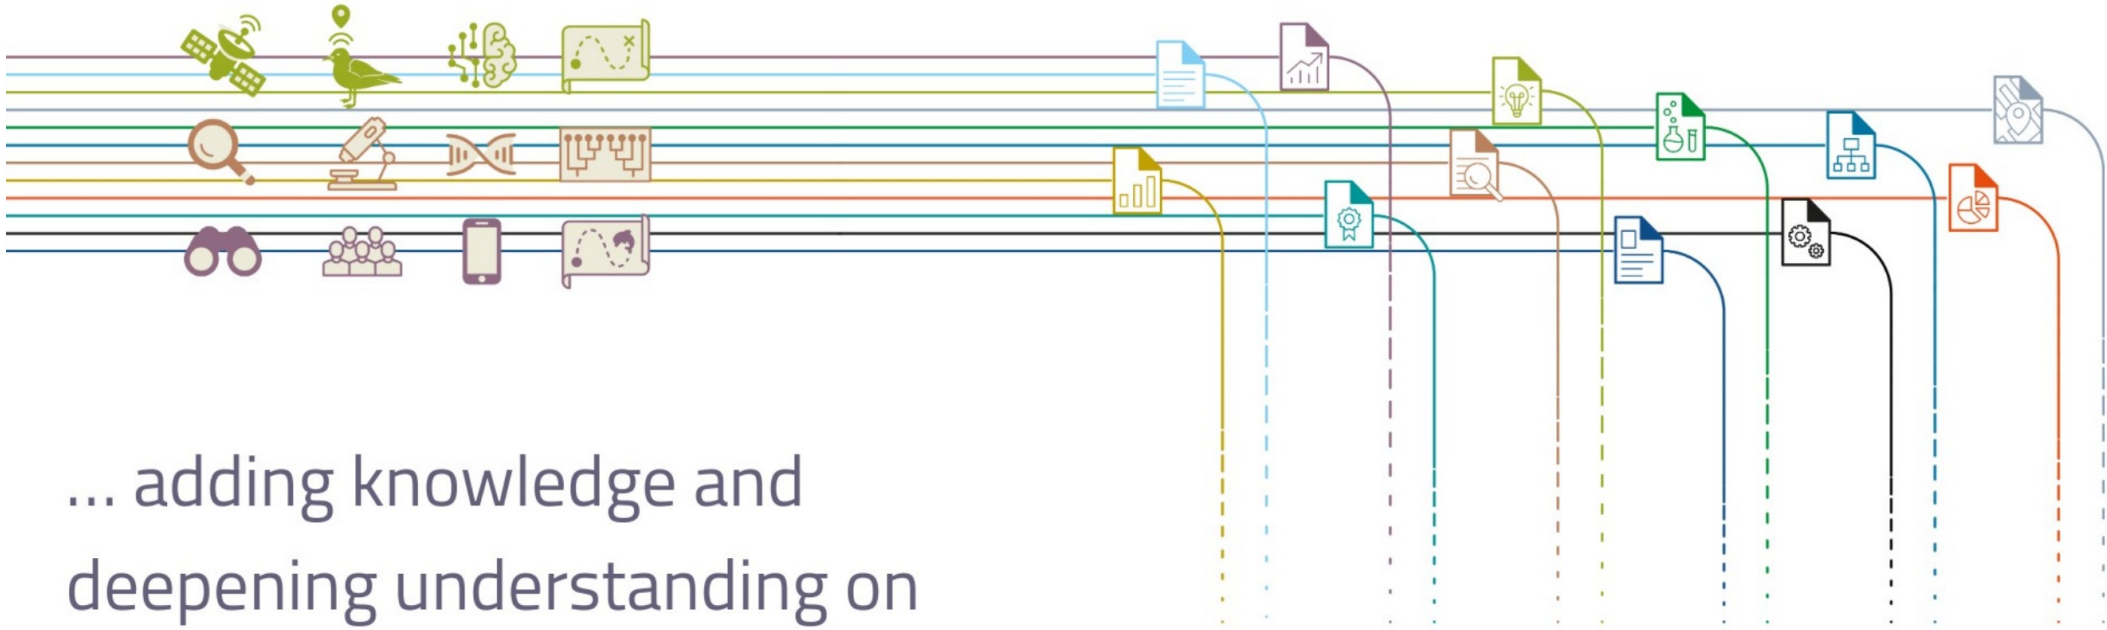 ... adding knowledge and
deepening understanding on